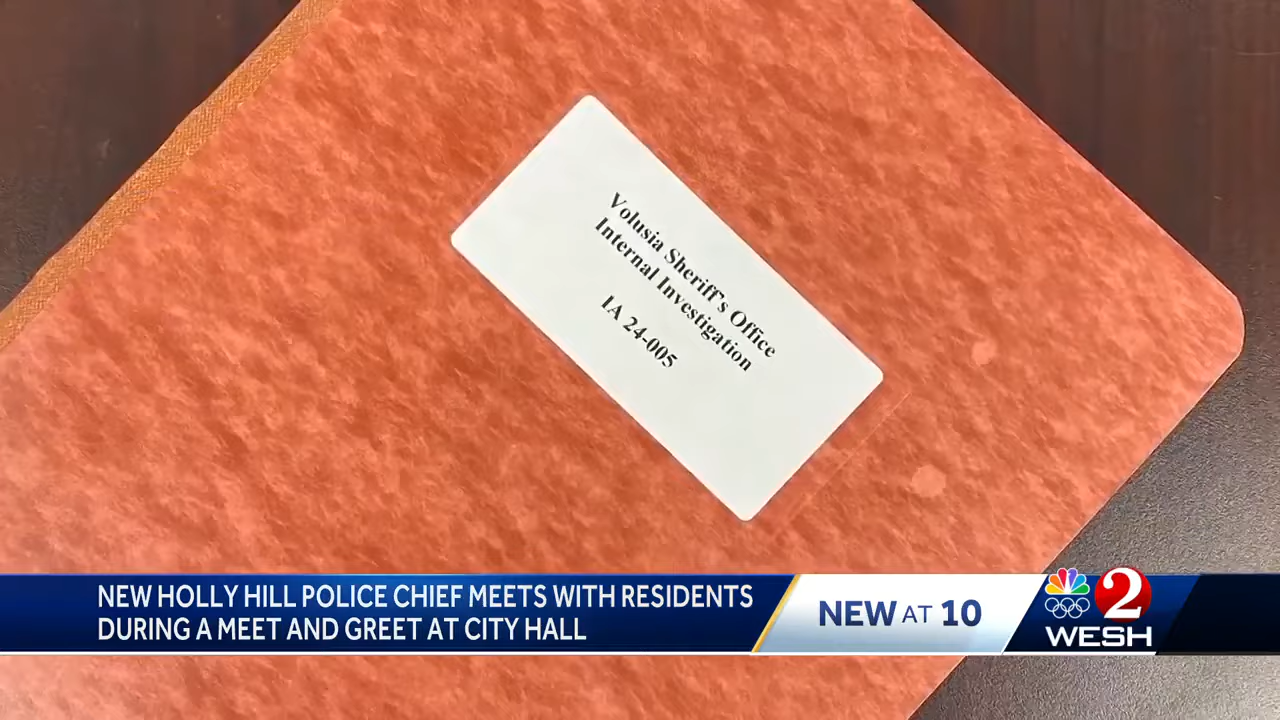 Volusia Sheriff's Office
Internal Investigation
IA 24-005
NEW HOLLY HILL POLICE CHIEF MEETS WITH RESIDENTS
DURING A MEET AND GREET AT CITY HALL
NEW AT 10
2
WESH